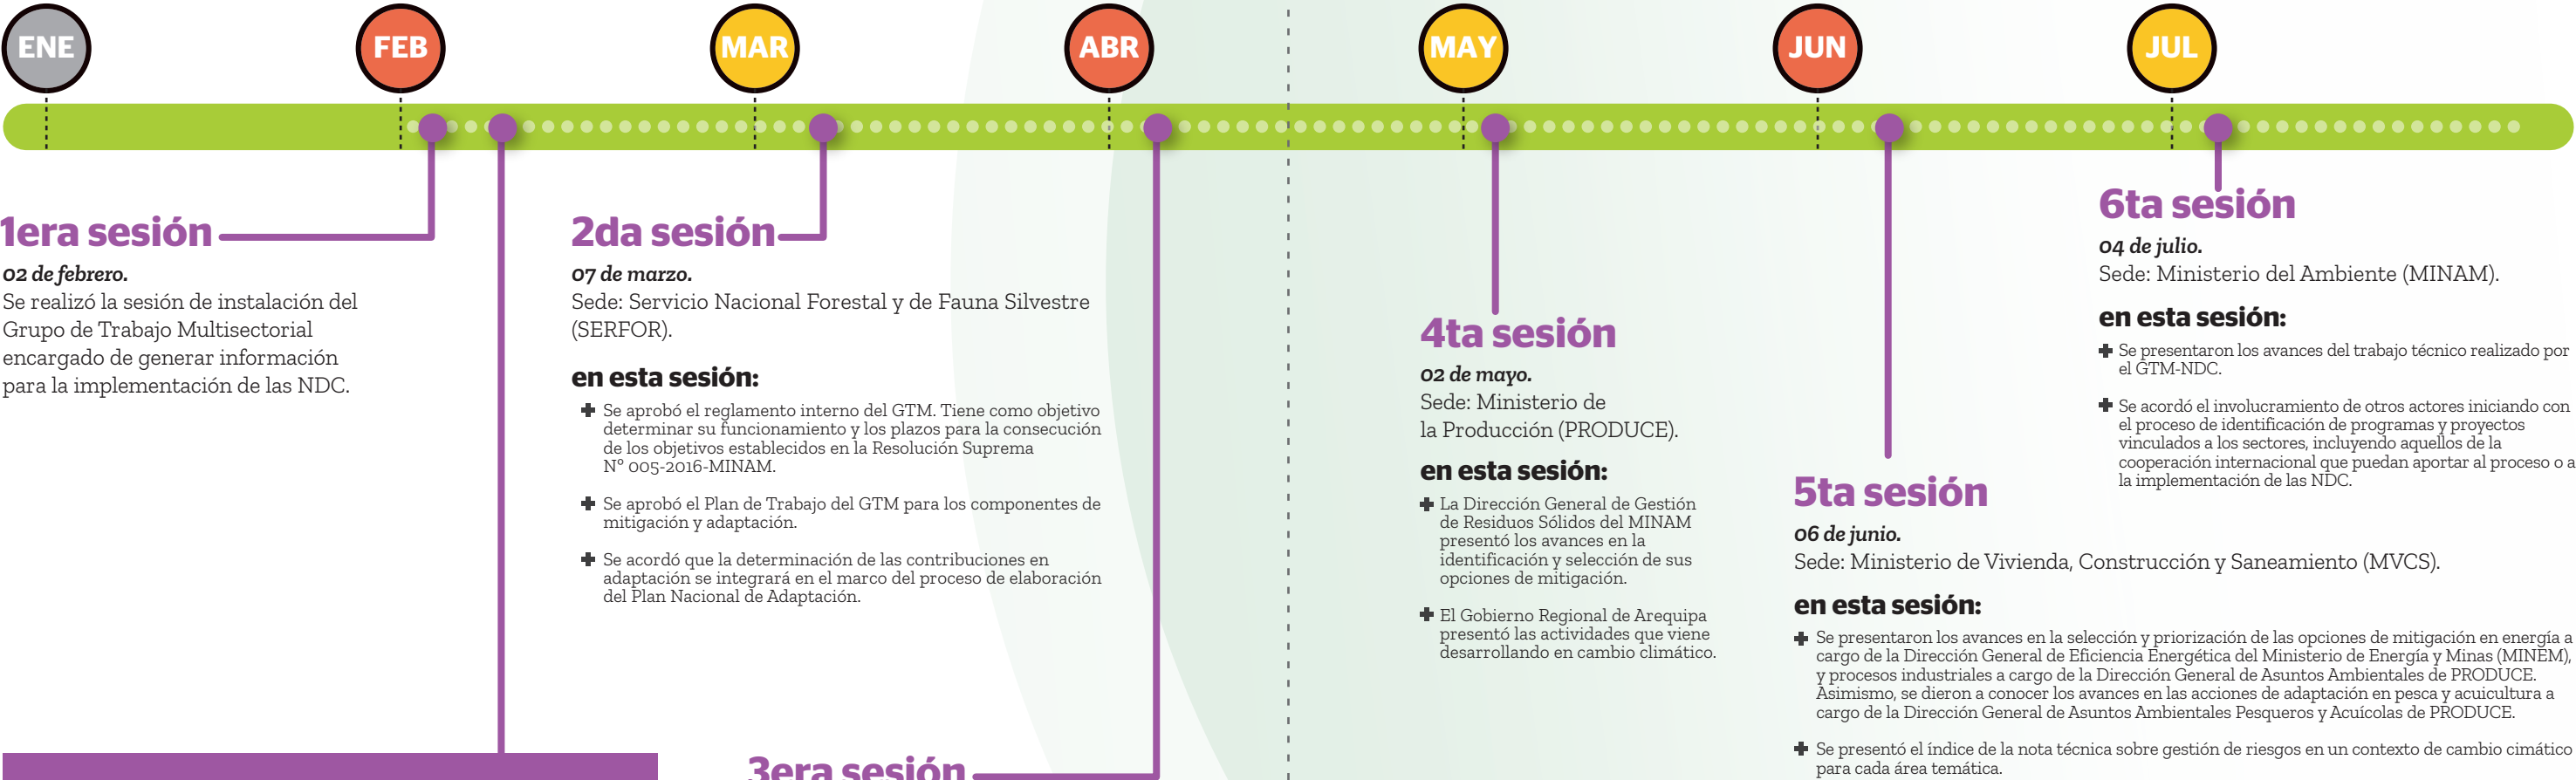 ENE
FEB
MAR
ABR
MAY
JUN
JUL
1era sesión
02 de febrero.
Se realizó la sesión de instalación del
Grupo de Trabajo Multisectorial
encargado de generar información
para la implementación de las NDC.
2da sesión
07 de marzo.
Sede: Servicio Nacional Forestal y de Fauna Silvestre
(SERFOR).
en esta sesión:
Se aprobó el reglamento interno del GTM. Tiene como objetivo
determinar su funcionamiento y los plazos para la consecución
de los objetivos establecidos en la Resolución Suprema
N° 005-2016-MINAM.
Se aprobó el Plan de Trabajo del GTM para los componentes de
mitigación y adaptación.
Se acordó que la determinación de las contribuciones en
adaptación se integrará en el marco del proceso de elaboración
del Plan Nacional de Adaptación.
3era sesión
4ta sesión
02 de mayo.
Sede: Ministerio de
la Producción (PRODUCE).
en esta sesión:
La Dirección General de Gestión
de Residuos Sólidos del MINAM
presentó los avances en la
identificación y selección de sus
opciones de mitigación.
El Gobierno Regional de Arequipa
presentó las actividades que viene
desarrollando en cambio climático.
5ta sesión
06 de junio.
Sede: Ministerio de Vivienda, Construcción y Saneamiento (MVCS).
en esta sesión:
Se presentaron los avances en la selección y priorización de las opciones de mitigación en energía a
cargo de la Dirección General de Eficiencia Energética del Ministerio de Energía y Minas (MINEM),
y procesos industriales a cargo de la Dirección General de Asuntos Ambientales de PRODUCE.
Asimismo, se dieron a conocer los avances en las acciones de adaptación en pesca y acuicultura a
cargo de la Dirección General de Asuntos Ambientales Pesqueros y Acuícolas de PRODUCE.
Se presentó el índice de la nota técnica sobre gestión de riesgos en un contexto de cambio cimático
para cada área temática.
6ta sesión
04 de julio.
Sede: Ministerio del Ambiente (MINAM).
en esta sesión:
Se presentaron los avances del trabajo técnico realizado por
el GTM-NDC.
Se acordó el involucramiento de otros actores iniciando con
el proceso de identificación de programas y proyectos
vinculados a los sectores, incluyendo aquellos de la
cooperación internacional que puedan aportar al proceso o a
la implementación de las NDC.